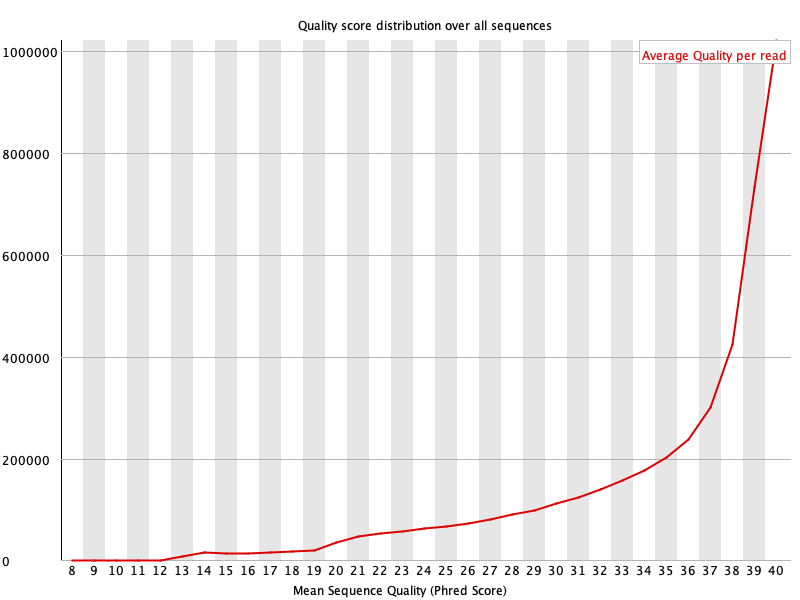 Quality score distribution over all sequences
Average Quality per read
1000000
800000
600000
400000
200000
0
8 9 10 11 12 13 14 15 16 17 18 19 20 21 22 23 24 25 26 27 28 29 30 31 32 33 34 35 36 37 38 39 40
Mean Sequence Quality (Phred Score)